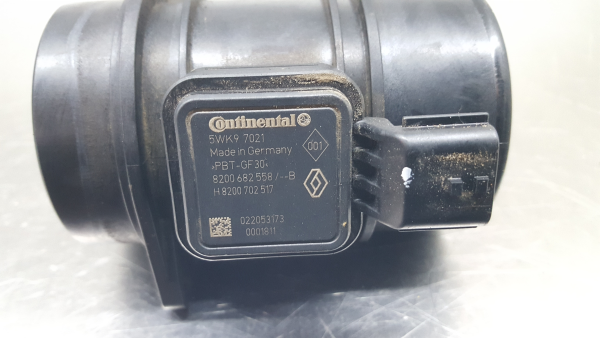 Continental
5WK9 7021
Made in Germany
001
>PBT-GF30<
8200 682 558 /--B
H 8200 702 517
022053173
0001811